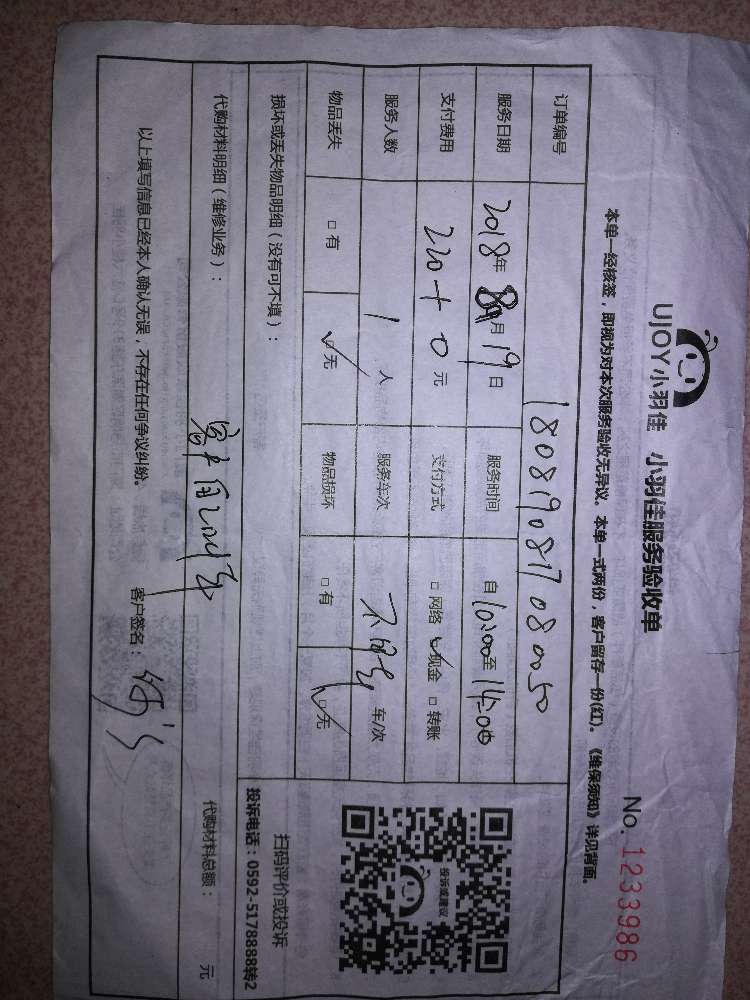 UJOY小羽佳 小羽佳服务验收单 No. 1233986
本单一经核签，即视为对本次服务验收无异议。本单一式两份，客户留存一份(红)。《维保须知》详见背面。
订单编号 1808190817080050
服务日期 2018年 8月 19日 服务时间 自 10:00至 14:00
支付费用 220+0元 支付方式 □网络 ☑现金 □转账
服务人数 1人 服务车次 车/次
物品丢失 □有 ☑无 物品损坏 □有 ☑无
投诉或建议
扫码评价或投诉
投诉电话：0592-5178888转2
损坏或丢失物品明细（没有可不填）：
代购材料明细（维修业务）： 代购材料总额： 元
以上填写信息已经本人确认无误，不存在任何争议纠纷。 客户签名：